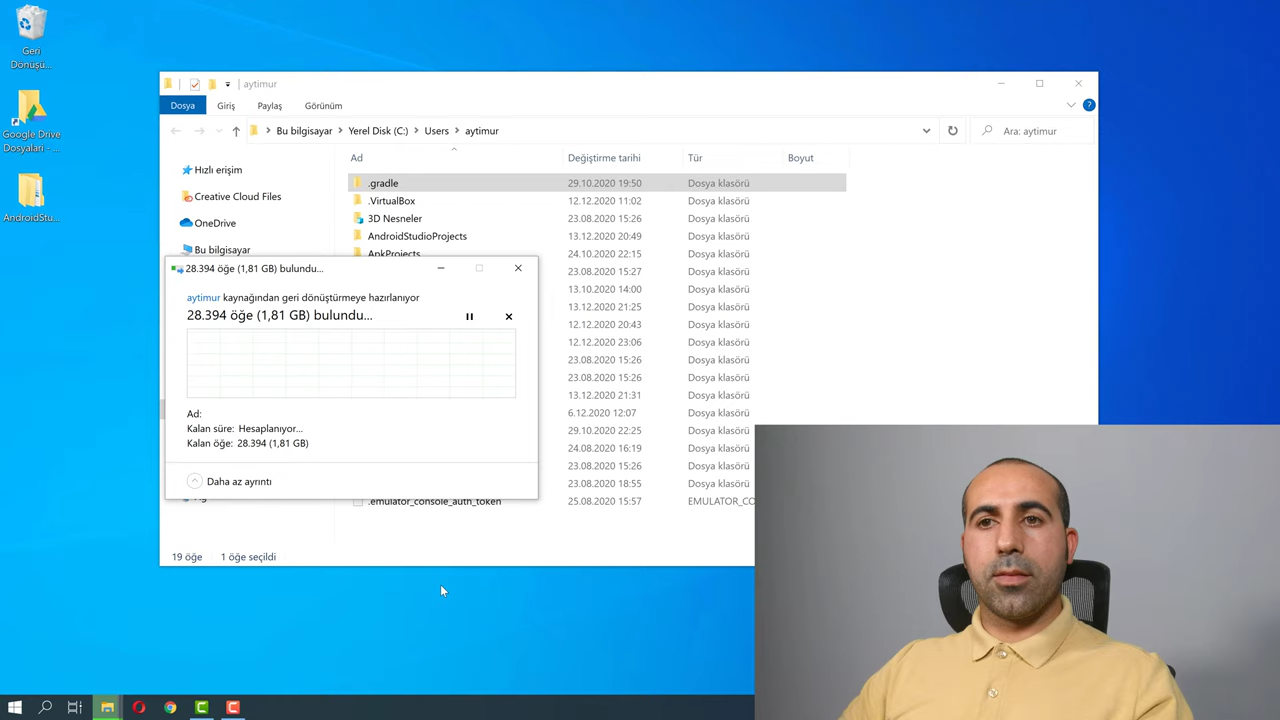 Geri
Dönüşü...
Google Drive
Dosyaları - ...
AndroidStu...
aytimur
Dosya
Giriş
Paylaş
Görünüm
Bu bilgisayar
Yerel Disk (C:)
Users
aytimur
Ara: aytimur
Hızlı erişim
Creative Cloud Files
OneDrive
Bu bilgisayar
Ad
Değiştirme tarihi
Tür
Boyut
.gradle
29.10.2020 19:50
Dosya klasörü
.VirtualBox
12.12.2020 11:02
Dosya klasörü
3D Nesneler
23.08.2020 15:26
Dosya klasörü
AndroidStudioProjects
13.12.2020 20:49
Dosya klasörü
ApkProjects
24.10.2020 22:15
Dosya klasörü
23.08.2020 15:27
Dosya klasörü
13.10.2020 14:00
Dosya klasörü
13.12.2020 21:25
Dosya klasörü
12.12.2020 20:43
Dosya klasörü
12.12.2020 23:06
Dosya klasörü
23.08.2020 15:26
Dosya klasörü
23.08.2020 15:26
Dosya klasörü
13.12.2020 21:31
Dosya klasörü
6.12.2020 12:07
Dosya klasörü
29.10.2020 22:25
Dosya klasörü
24.08.2020 16:19
Dosya klasörü
23.08.2020 15:26
Dosya klasörü
23.08.2020 18:55
Dosya klasörü
.emulator_console_auth_token
25.08.2020 15:57
EMULATOR_CO
28.394 öğe (1,81 GB) bulundu...
aytimur kaynağından geri dönüştürmeye hazırlanıyor
28.394 öğe (1,81 GB) bulundu...
Ad:
Kalan süre: Hesaplanıyor...
Kalan öğe: 28.394 (1,81 GB)
Daha az ayrıntı
19 öğe
1 öğe seçildi